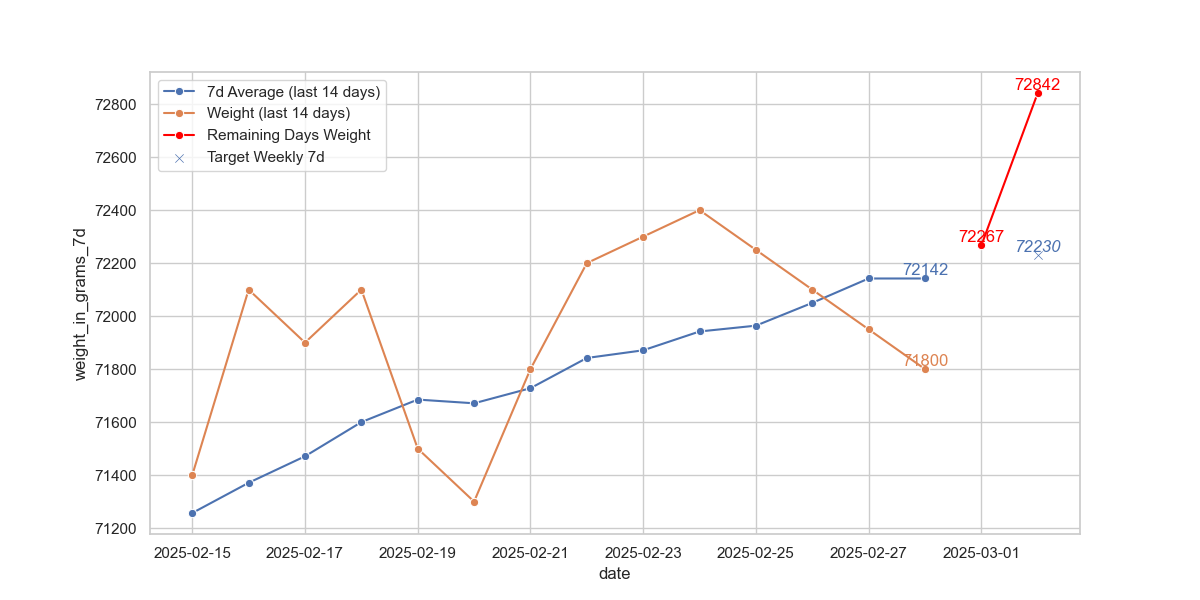 7d Average (last 14 days)
Weight (last 14 days)
Remaining Days Weight
Target Weekly 7d
72842
72267
72230
72142
71800
72800
72600
72400
72200
72000
71800
71600
71400
71200
weight_in_grams_7d
2025-02-15 2025-02-17 2025-02-19 2025-02-21 2025-02-23 2025-02-25 2025-02-27 2025-03-01
date